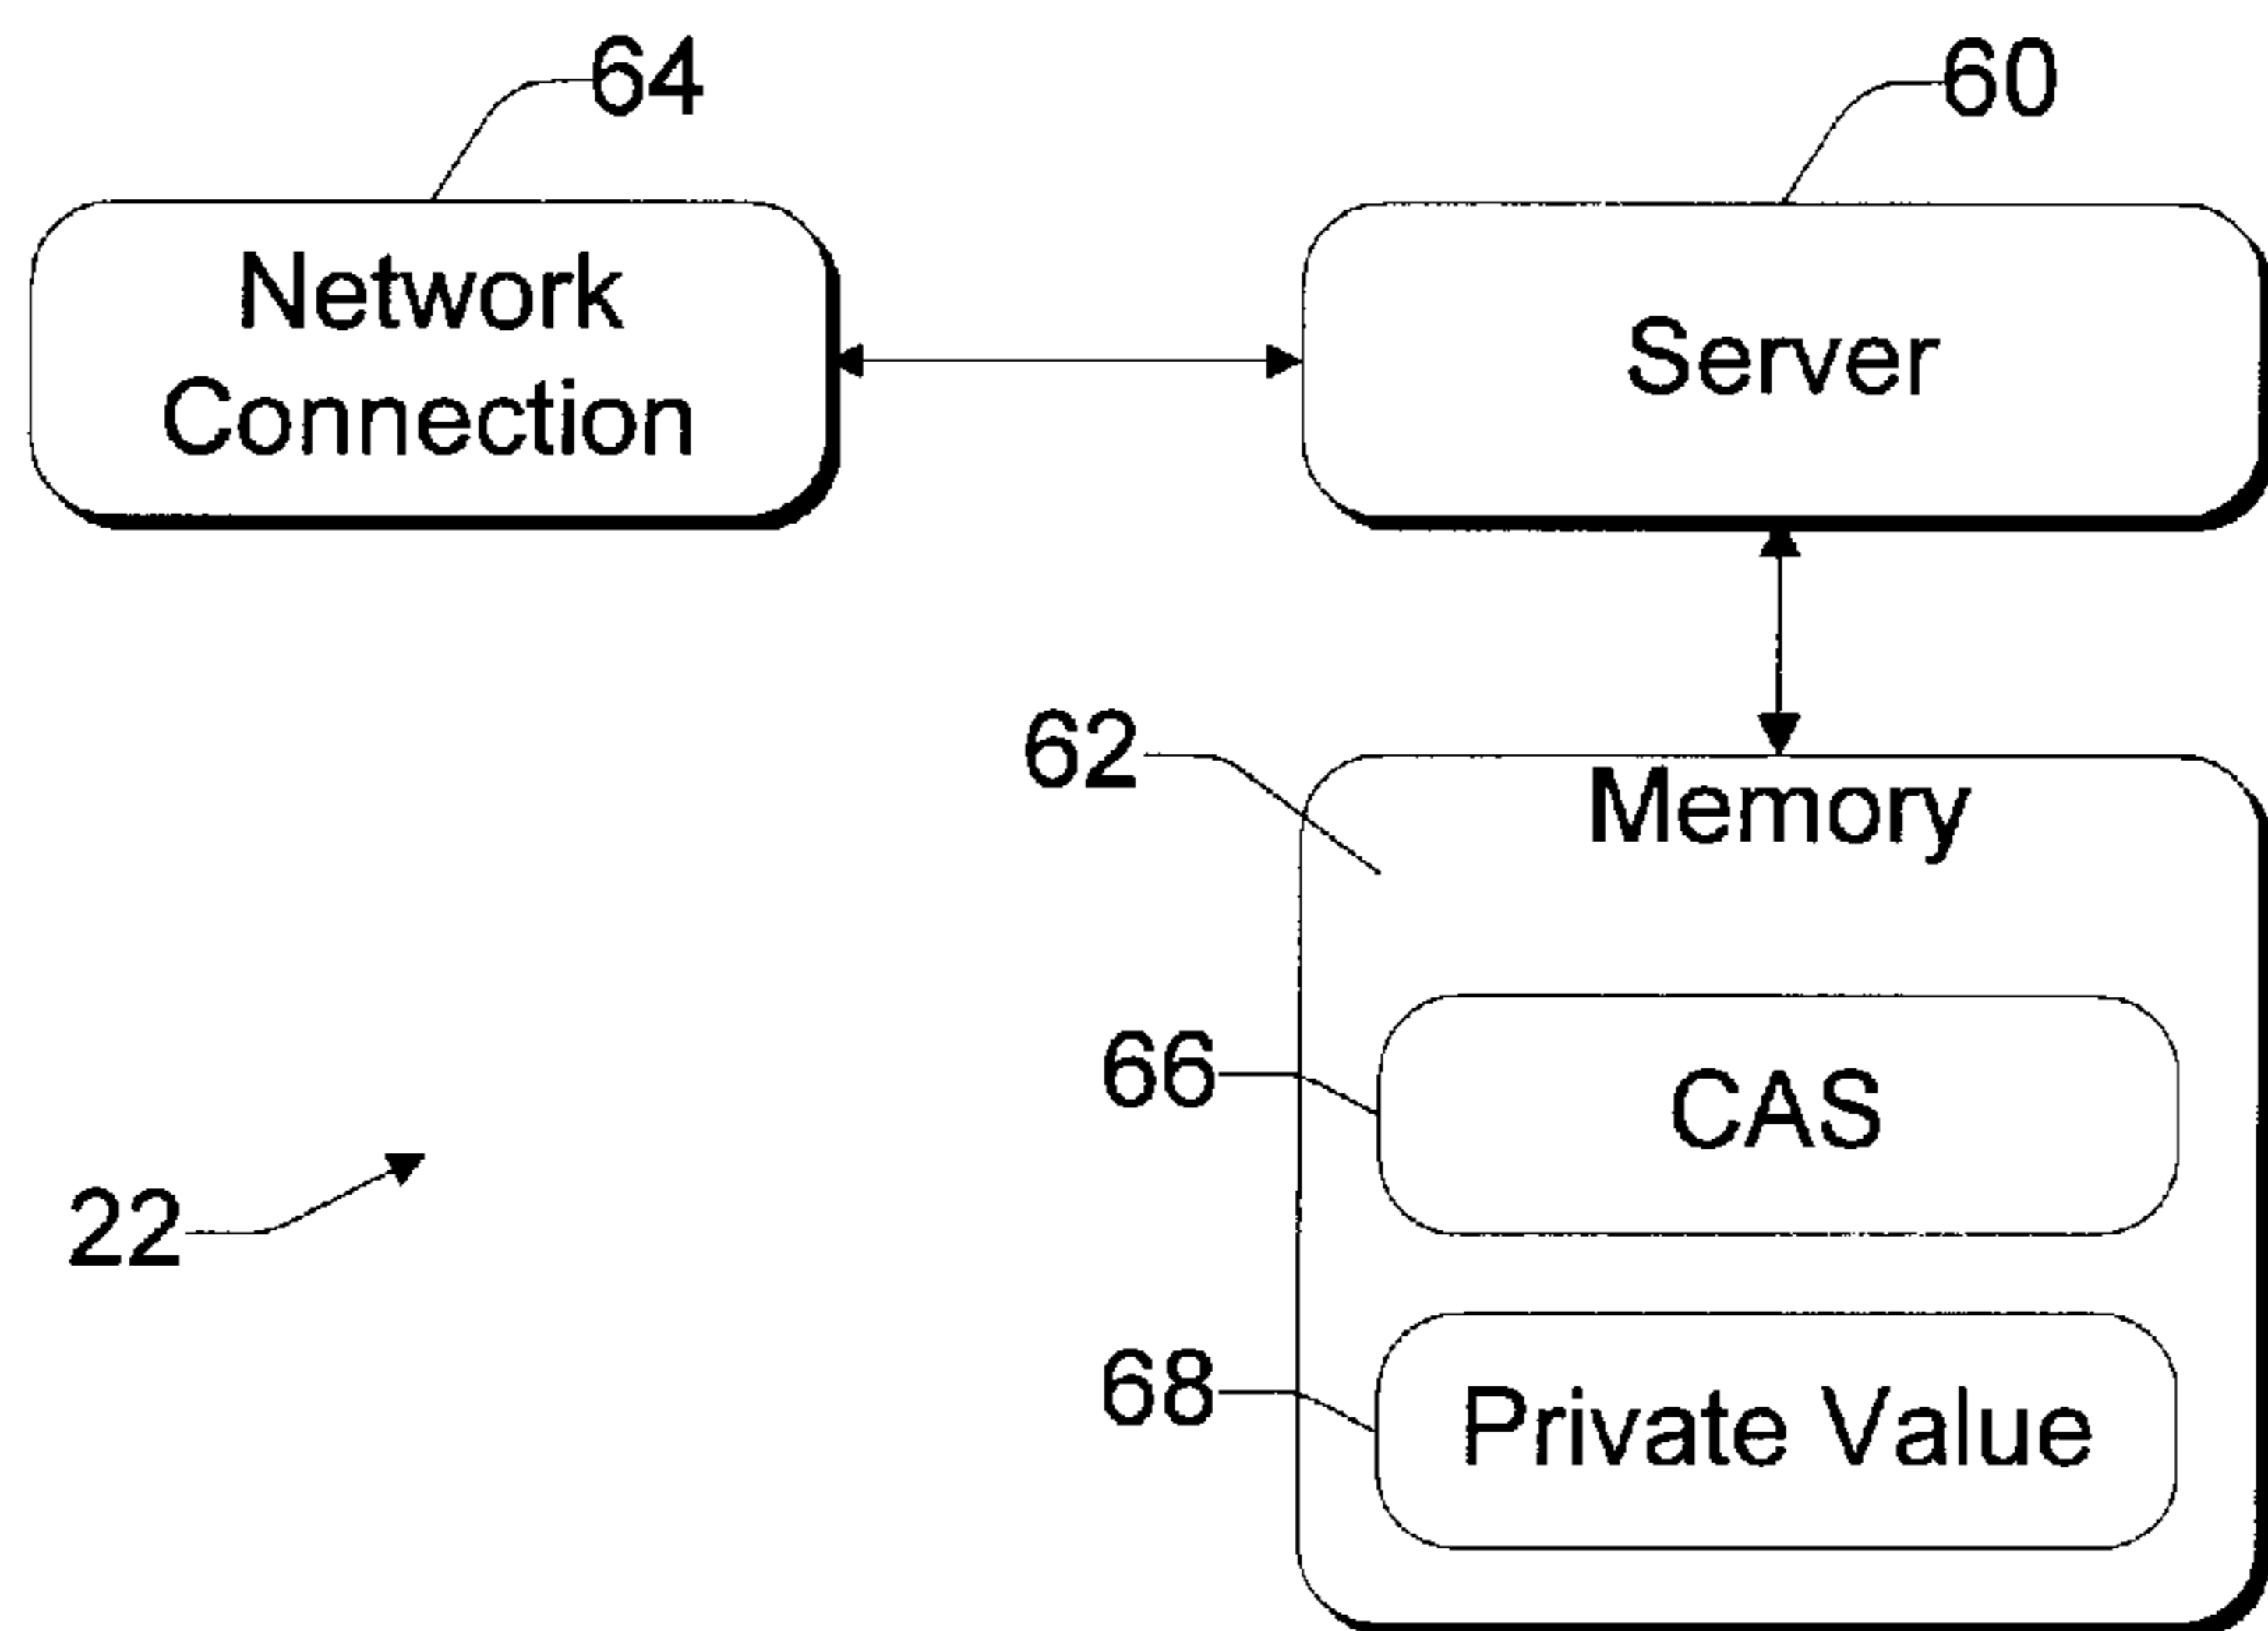 64
60
Network
Connection
Server
62
Memory
66
CAS
22
68
Private Value